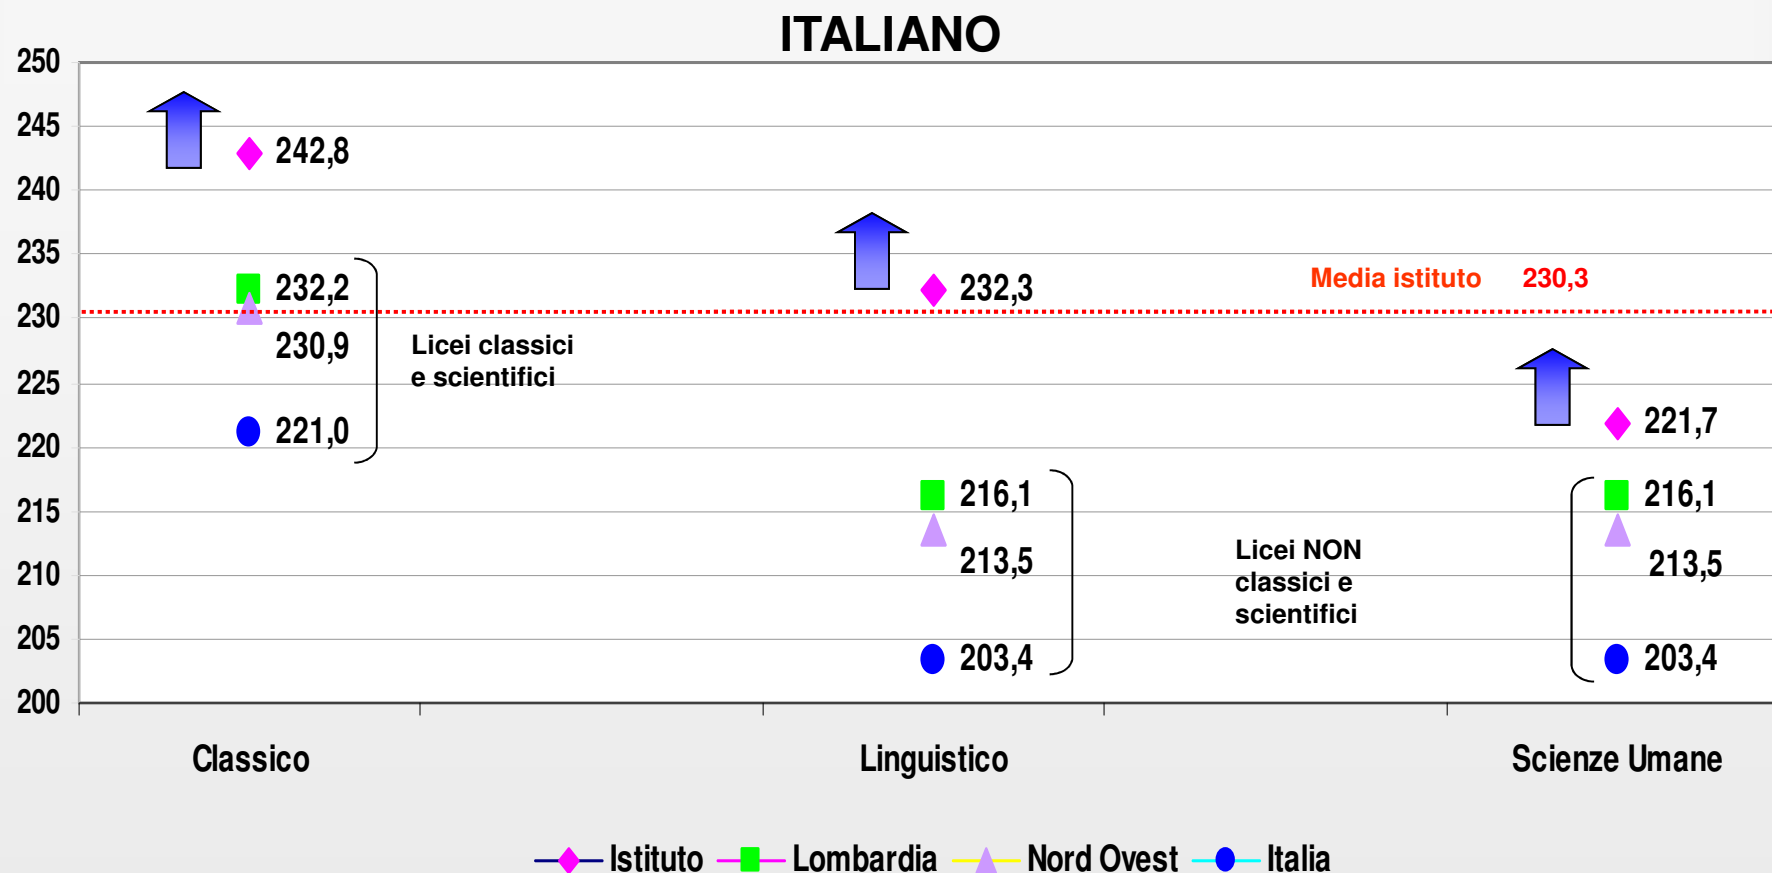 ITALIANO
250
245
240
235
230
225
220
215
210
205
200
242,8
232,2
230,9
221,0
Licei classici
e scientifici
232,3
216,1
213,5
203,4
Media istituto 230,3
Licei NON
classici e
scientifici
221,7
216,1
213,5
203,4
Classico
Linguistico
Scienze Umane
Istituto
Lombardia
Nord Ovest
Italia